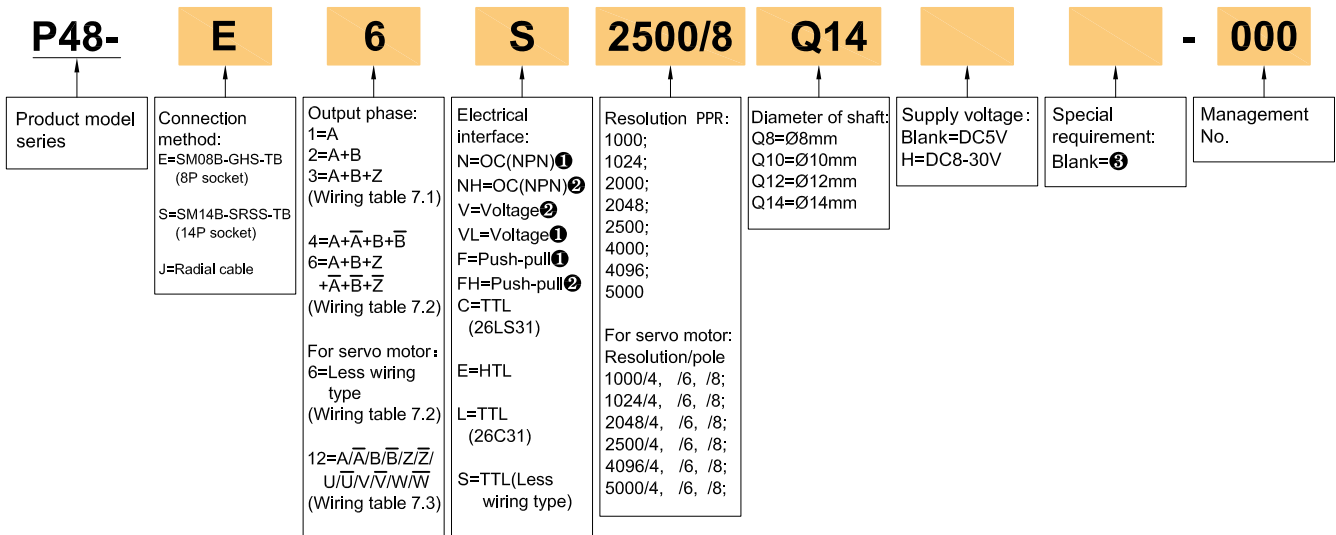 P48- E 6 S 2500/8 Q14 - 000
Product model
series
Connection
method:
E=SM08B-GHS-TB
(8P socket)
S=SM14B-SRSS-TB
(14P socket)
J=Radial cable
Output phase:
1=A
2=A+B
3=A+B+Z
(Wiring table 7.1)
4=A+A̅+B+B̅
6=A+B+Z
+A̅+B̅+Z̅
(Wiring table 7.2)
For servo motor:
6=Less wiring
type
(Wiring table 7.2)
12=A/A̅/B/B̅/Z/Z̅/
U/U̅/V/V̅/W/W̅
(Wiring table 7.3)
Electrical
interface:
N=OC(NPN)❶
NH=OC(NPN)❷
V=Voltage❷
VL=Voltage❶
F=Push-pull❶
FH=Push-pull❷
C=TTL
(26LS31)
E=HTL
L=TTL
(26C31)
S=TTL(Less
wiring type)
Resolution PPR:
1000;
1024;
2000;
2048;
2500;
4000;
4096;
5000
For servo motor:
Resolution/pole
1000/4, /6, /8;
1024/4, /6, /8;
2048/4, /6, /8;
2500/4, /6, /8;
4096/4, /6, /8;
5000/4, /6, /8;
Diameter of shaft:
Q8=Ø8mm
Q10=Ø10mm
Q12=Ø12mm
Q14=Ø14mm
Supply voltage:
Blank=DC5V
H=DC8-30V
Special
requirement:
Blank=❸
Management
No.